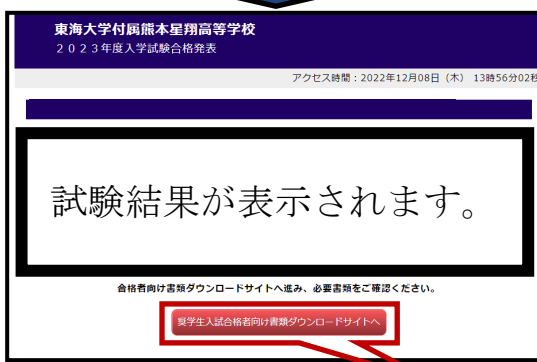 東海大学付属熊本星翔高等学校
２０２３年度入学試験合格発表
アクセス時間：2022年12月08日（木） 13時56分02秒
試験結果が表示されます。
合格者向け書類ダウンロードサイトへ進み、必要書類をご確認ください。
奨学生入試合格者向け書類ダウンロードサイトへ